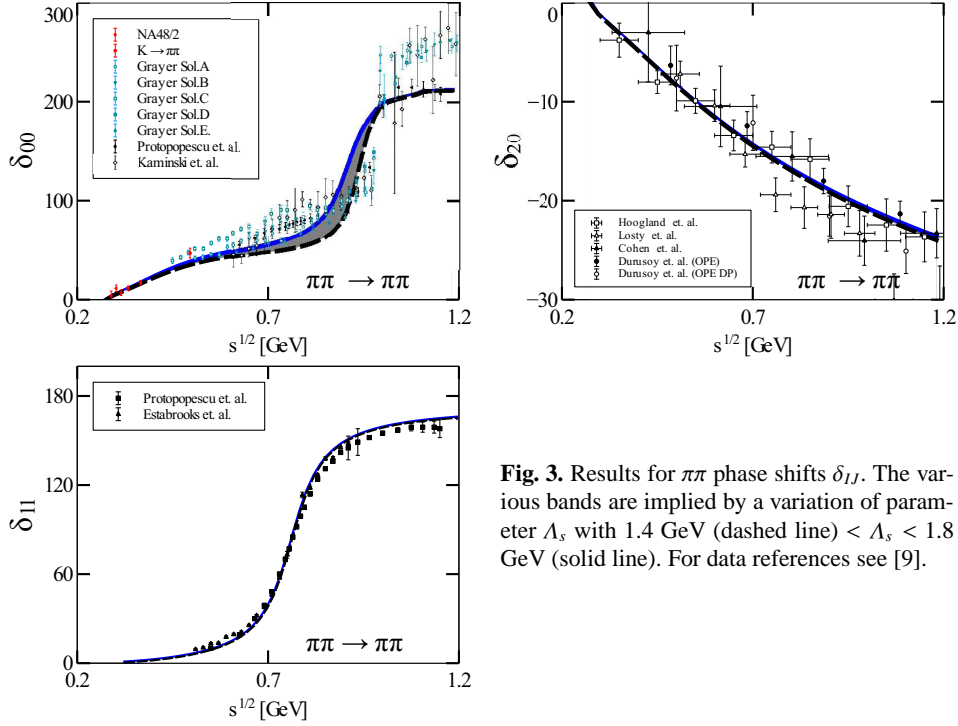 000
NA48/2
K→ππ
Grayer Sol.A
Grayer Sol.B
Grayer Sol.C
Grayer Sol.D
Grayer Sol.E.
Protopopescu et. al.
Kaminski et. al.
200
100
0
δ00
ππ → ππ
0.2 0.7 1.2
s^1/2 [GeV]
0
−10
−20
−30
δ20
Hoogland et. al.
Losty et. al.
Cohen et. al.
Durusoy et. al (OPE)
Durusoy et. al (OPE DP)
ππ → ππ
0.2 0.7 1.2
s^1/2 [GeV]
180
120
60
0
δ11
Protopopescu et. al.
Estabrooks et. al.
ππ → ππ
0.2 0.7 1.2
s^1/2 [GeV]
Fig. 3. Results for ππ phase shifts δIJ. The var-
ious bands are implied by a variation of param-
eter Λs with 1.4 GeV (dashed line) < Λs < 1.8
GeV (solid line). For data references see [9].